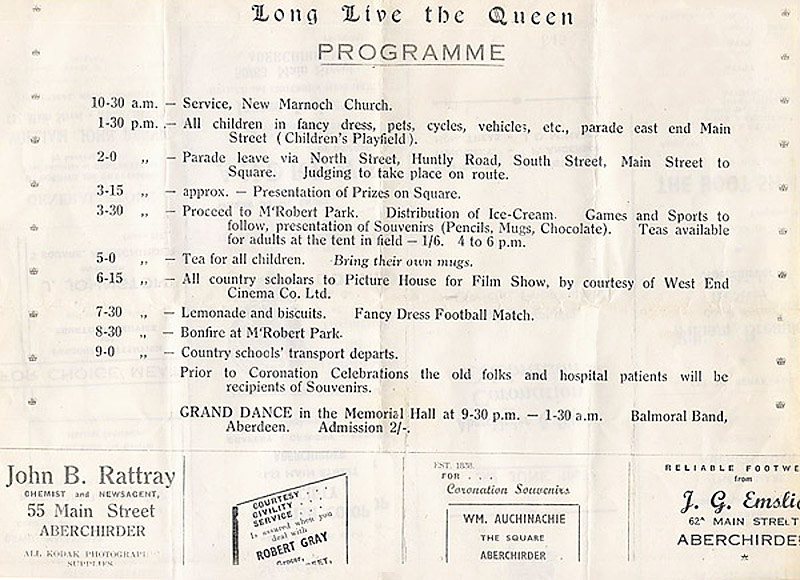 Long Live the Queen
PROGRAMME
10-30 a.m. — Service, New Marnoch Church.
1-30 p.m. — All children in fancy dress, pets, cycles, vehicles, etc., parade east end Main
Street (Children's Playfield).
2-0 „ — Parade leave via North Street, Huntly Road, South Street, Main Street to
Square. Judging to take place on route.
3-15 „ — approx. — Presentation of Prizes on Square.
3-30 „ — Proceed to M'Robert Park. Distribution of Ice-Cream. Games and Sports to
follow, presentation of Souvenirs (Pencils, Mugs, Chocolate). Teas available
for adults at the tent in field — 1/6. 4 to 6 p.m.
5-0 „ — Tea for all children. Bring their own mugs.
6-15 „ — All country scholars to Picture House for Film Show, by courtesy of West End
Cinema Co. Ltd.
7-30 „ — Lemonade and biscuits. Fancy Dress Football Match.
8-30 „ — Bonfire at M'Robert Park.
9-0 „ — Country schools' transport departs.
Prior to Coronation Celebrations the old folks and hospital patients will be
recipients of Souvenirs.
GRAND DANCE in the Memorial Hall at 9-30 p.m. — 1-30 a.m. Balmoral Band,
Aberdeen. Admission 2/-.
John B. Rattray
CHEMIST and NEWSAGENT,
55 Main Street
ABERCHIRDER
ALL KODAK PHOTOGRAPHIC
SUPPLIES
COURTESY . . .
CIVILITY . . .
SERVICE . . .
Is assured when you
deal with
ROBERT GRAY
Grocer,
EST. 1838.
FOR . . .
Coronation Souvenirs
WM. AUCHINACHIE
THE SQUARE
ABERCHIRDER
RELIABLE FOOTWE
from
J. G. Emslie
62A MAIN STREET
ABERCHIRDE